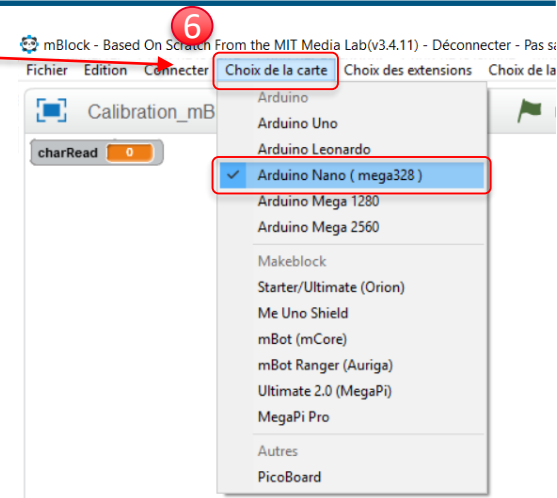 6
mBlock - Based On Scratch From the MIT Media Lab(v3.4.11) - Déconnecter - Pas sa
Fichier Edition Connecter Choix de la carte Choix des extensions Choix de la
Calibration_mB
charRead 0
Arduino
Arduino Uno
Arduino Leonardo
Arduino Nano ( mega328 )
Arduino Mega 1280
Arduino Mega 2560
Makeblock
Starter/Ultimate (Orion)
Me Uno Shield
mBot (mCore)
mBot Ranger (Auriga)
Ultimate 2.0 (MegaPi)
MegaPi Pro
Autres
PicoBoard